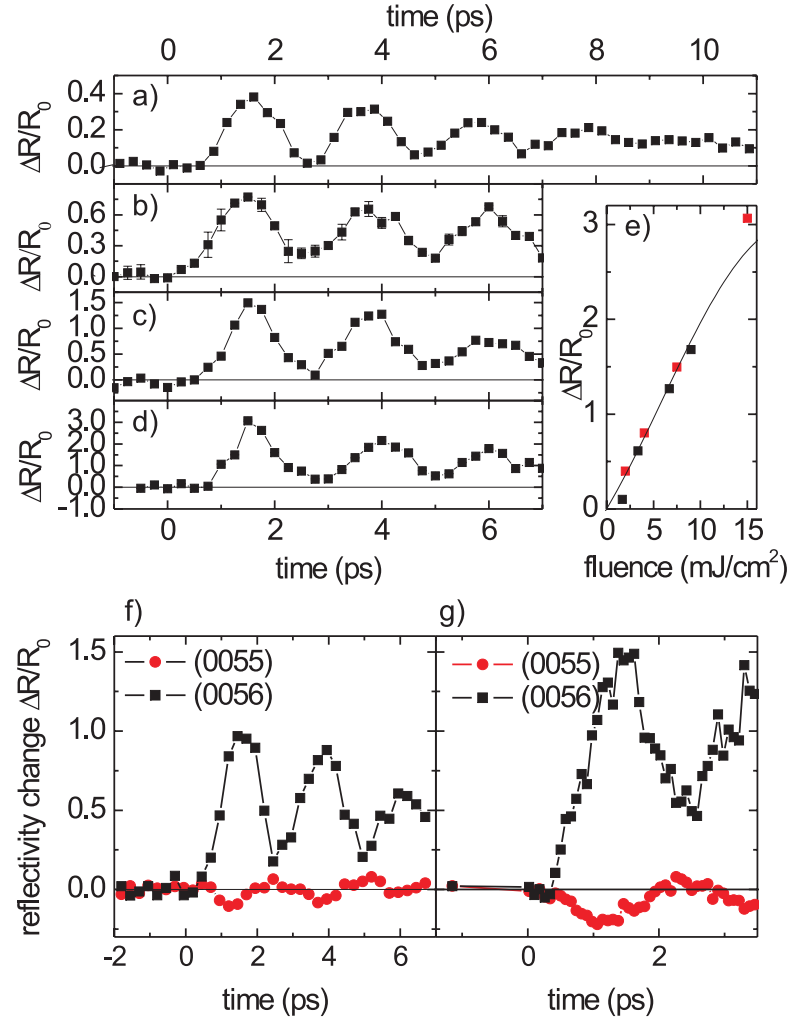 time (ps)
0 2 4 6 8 10
a)
0.4
0.2
0.0
ΔR/R0
b)
0.6
0.3
0.0
ΔR/R0
c)
1.5
1.0
0.5
0.0
ΔR/R0
d)
3.0
2.0
1.0
0.0
-1.0
ΔR/R0
0 2 4 6
time (ps)
e)
3
2
1
0
ΔR/R0
0 5 10 15
fluence (mJ/cm²)
f)
(0055)
(0056)
1.5
1.0
0.5
0.0
reflectivity change ΔR/R0
-2 0 2 4 6
time (ps)
g)
(0055)
(0056)
0 2
time (ps)